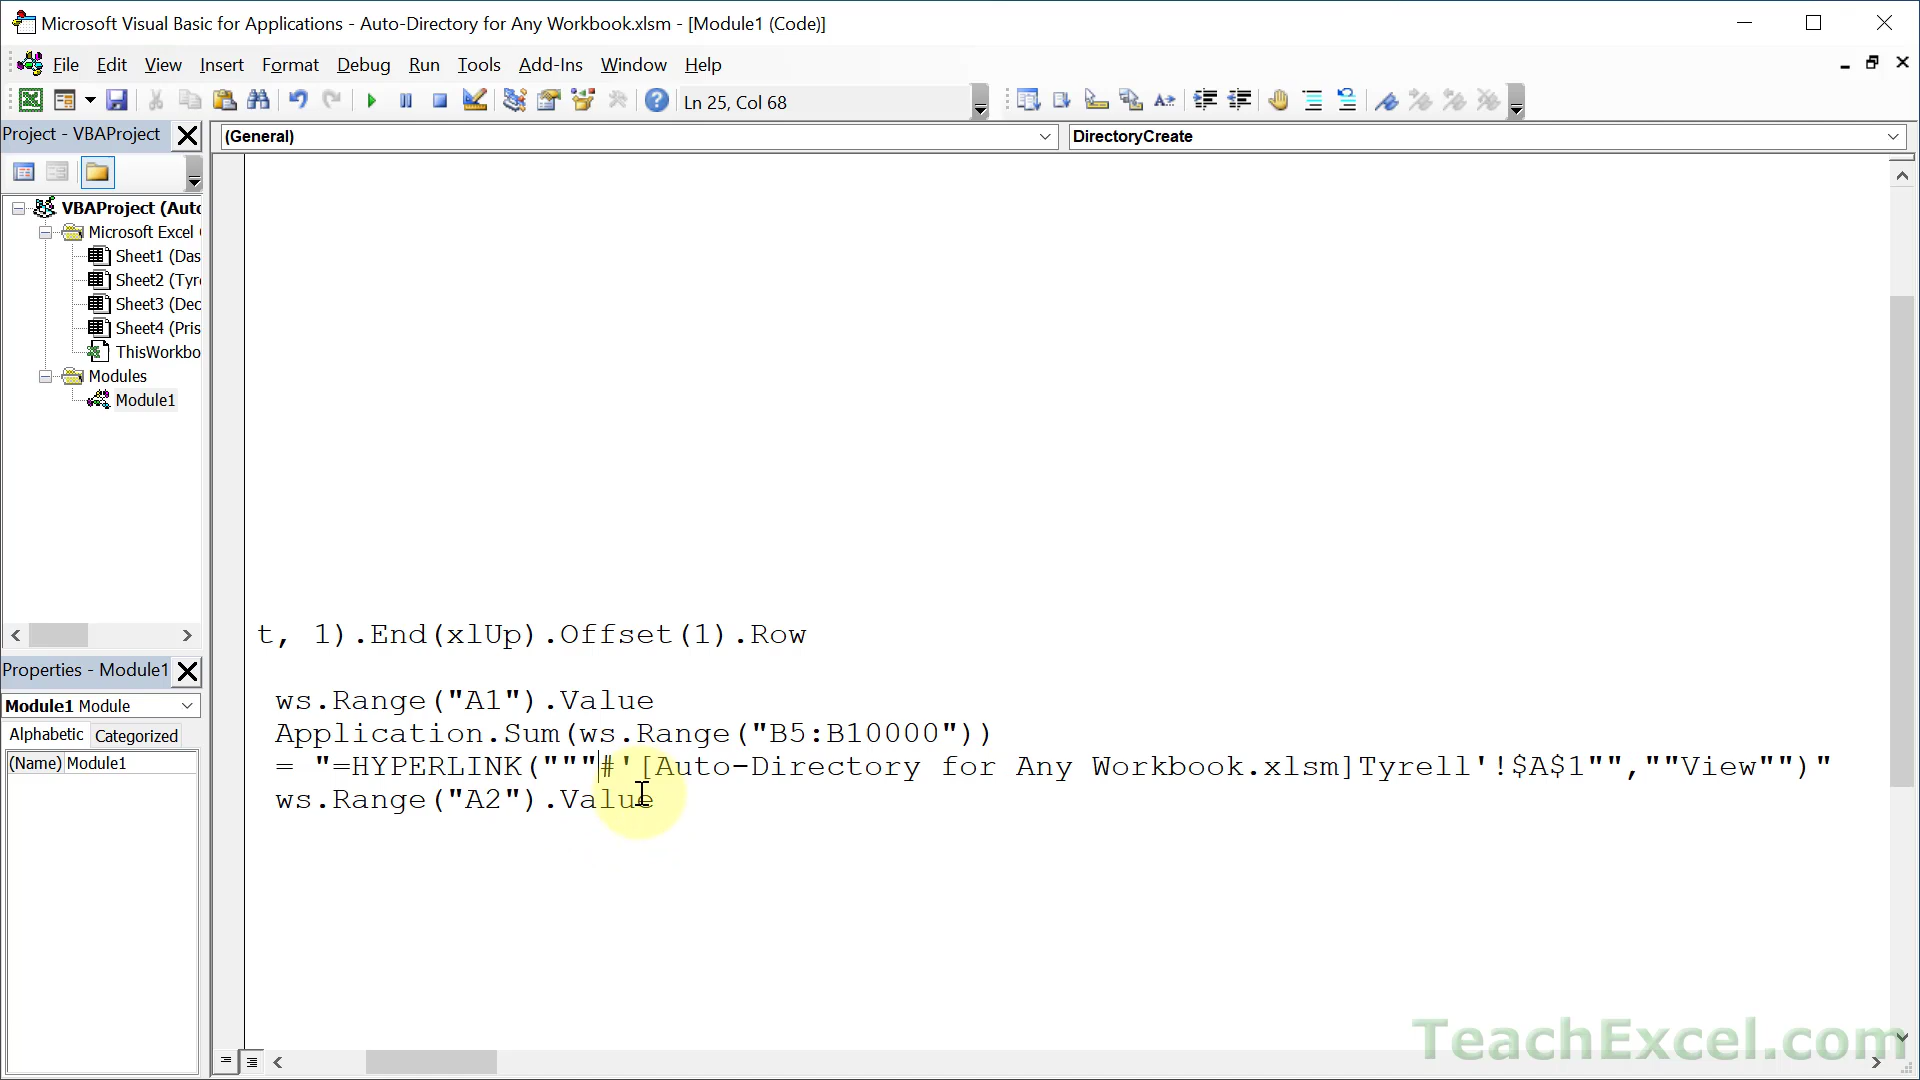 Microsoft Visual Basic for Applications - Auto-Directory for Any Workbook.xlsm - [Module1 (Code)]
File Edit View Insert Format Debug Run Tools Add-Ins Window Help
Ln 25, Col 68
Project - VBAProject
(General)
DirectoryCreate
VBAProject (Auto
Microsoft Excel
Sheet1 (Das
Sheet2 (Tyre
Sheet3 (Dec
Sheet4 (Pris
ThisWorkbo
Modules
Module1
t, 1).End(xlUp).Offset(1).Row
ws.Range("A1").Value
Application.Sum(ws.Range("B5:B10000"))
= "=HYPERLINK("""#'[Auto-Directory for Any Workbook.xlsm]Tyrell'!$A$1"",""View"")"
ws.Range("A2").Value
Properties - Module1
Module1 Module
Alphabetic Categorized
(Name) Module1
TeachExcel.com